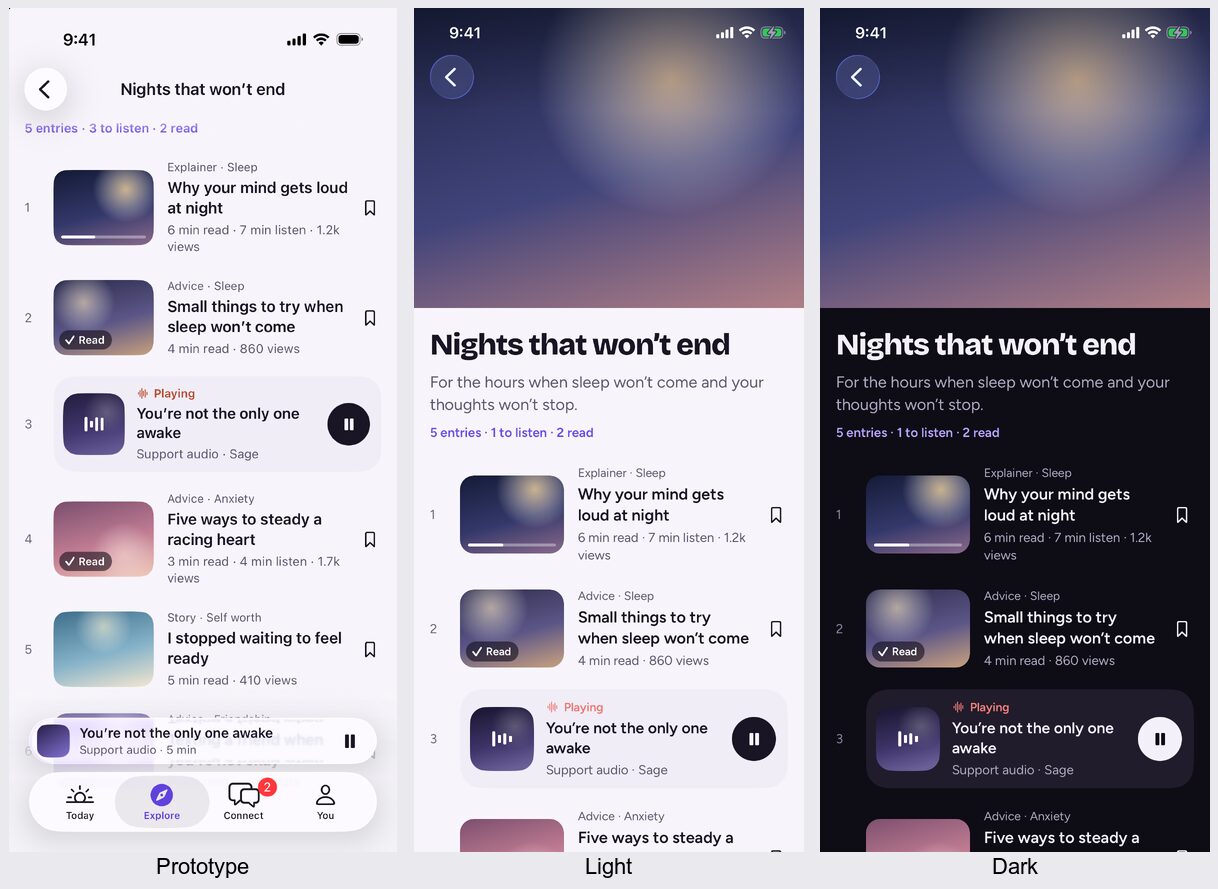 9:41
Nights that won't end
5 entries · 3 to listen · 2 read
1
Explainer · Sleep
Why your mind gets loud
at night
6 min read · 7 min listen · 1.2k
views
2
Read
Advice · Sleep
Small things to try when
sleep won't come
4 min read · 860 views
3
Playing
You're not the only one
awake
Support audio · Sage
4
Read
Advice · Anxiety
Five ways to steady a
racing heart
3 min read · 4 min listen · 1.7k
views
5
Story · Self worth
I stopped waiting to feel
ready
5 min read · 410 views
6
Advice · Friendship
You're not the only one awake
Support audio · 5 min
Today
Explore
Connect
2
You
Prototype
9:41
Nights that won't end
For the hours when sleep won't come and your
thoughts won't stop.
5 entries · 1 to listen · 2 read
1
Explainer · Sleep
Why your mind gets
loud at night
6 min read · 7 min listen · 1.2k
views
2
Read
Advice · Sleep
Small things to try
when sleep won't come
4 min read · 860 views
3
Playing
You're not the only one
awake
Support audio · Sage
Advice · Anxiety
Five ways to steady a
Light
9:41
Nights that won't end
For the hours when sleep won't come and your
thoughts won't stop.
5 entries · 1 to listen · 2 read
1
Explainer · Sleep
Why your mind gets
loud at night
6 min read · 7 min listen · 1.2k
views
2
Read
Advice · Sleep
Small things to try
when sleep won't come
4 min read · 860 views
3
Playing
You're not the only one
awake
Support audio · Sage
Advice · Anxiety
Five ways to steady a
Dark